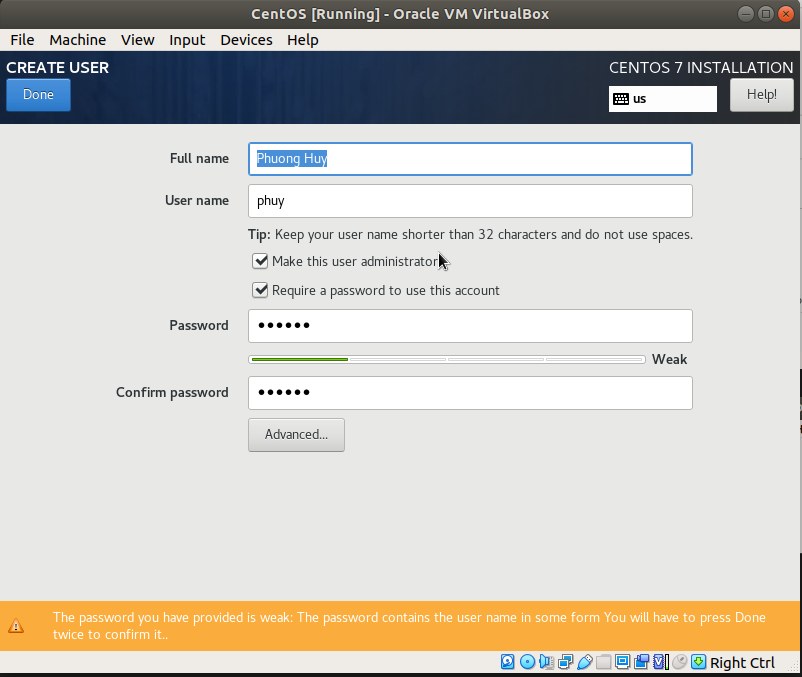 CentOS [Running] - Oracle VM VirtualBox
File Machine View Input Devices Help
CREATE USER
CENTOS 7 INSTALLATION
Done
us
Help!
Full name
Phuong Huy
User name
phuy
Tip: Keep your user name shorter than 32 characters and do not use spaces.
Make this user administrator
Require a password to use this account
Password
••••••
Weak
Confirm password
••••••
Advanced...
The password you have provided is weak: The password contains the user name in some form You will have to press Done
twice to confirm it..
Right Ctrl